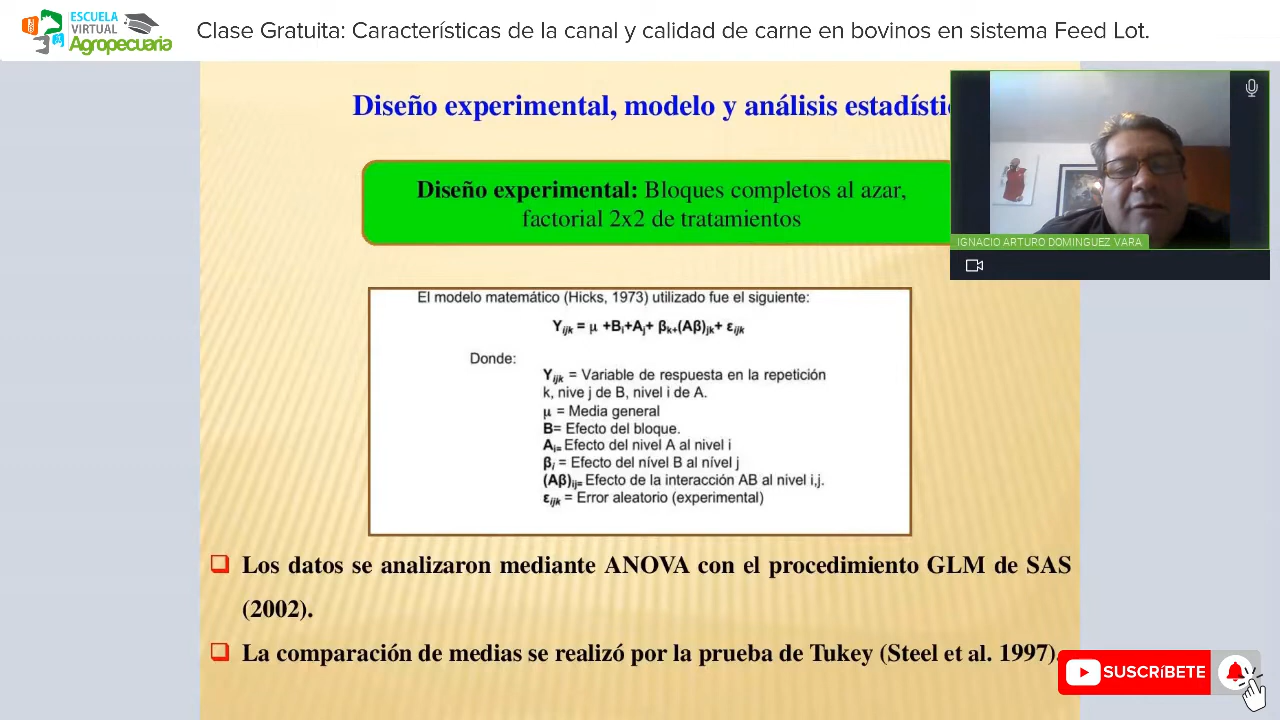 ESCUELA
VIRTUAL
Agropecuaria
Clase Gratuita: Características de la canal y calidad de carne en bovinos en sistema Feed Lot.
Diseño experimental, modelo y análisis estadísti
Diseño experimental: Bloques completos al azar,
factorial 2x2 de tratamientos
IGNACIO ARTURO DOMINGUEZ VARA
El modelo matemático (Hicks, 1973) utilizado fue el siguiente:
Yijk = µ +Bi+Aj+ βk+(Aβ)jk+ εijk
Donde:
Yijk = Variable de respuesta en la repetición
k, nive j de B, nivel i de A.
µ = Media general
B= Efecto del bloque.
Ai= Efecto del nivel A al nivel i
βi = Efecto del nível B al nível j
(Aβ)ij= Efecto de la interacción AB al nivel i,j.
εijk = Error aleatorio (experimental)
Los datos se analizaron mediante ANOVA con el procedimiento GLM de SAS
(2002).
La comparación de medias se realizó por la prueba de Tukey (Steel et al. 1997).
SUSCRíBETE